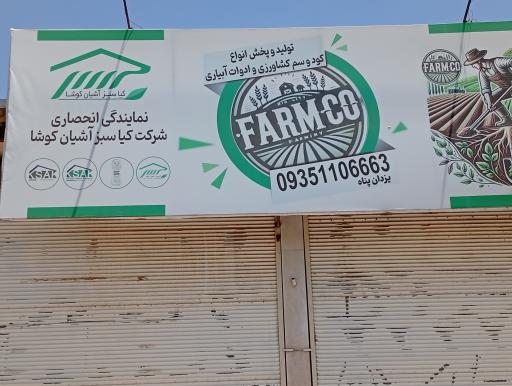 تولید و پخش انواع
کود و سم کشاورزی و ادوات آبیاری
FARMCO
09351106663
یزدان پناه
کیا سبز آشیان کوشا
نمایندگی انحصاری
شرکت کیا سبز آشیان کوشا
KSAK
KSAK
FARMCO